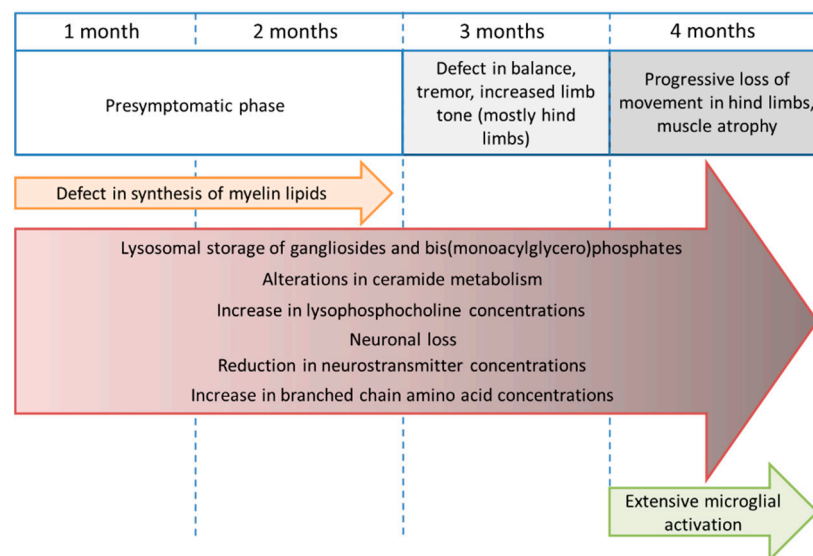 1 month
2 months
3 months
4 months
Presymptomatic phase
Defect in balance,
tremor, increased limb
tone (mostly hind
limbs)
Progressive loss of
movement in hind limbs,
muscle atrophy
Defect in synthesis of myelin lipids
Lysosomal storage of gangliosides and bis(monoacylglycero)phosphates
Alterations in ceramide metabolism
Increase in lysophosphocholine concentrations
Neuronal loss
Reduction in neurostransmitter concentrations
Increase in branched chain amino acid concentrations
Extensive microglial
activation